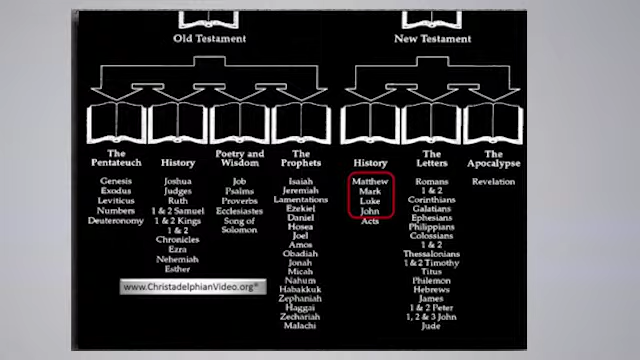 Old Testament
New Testament
The
Pentateuch
History
Poetry and
Wisdom
The
Prophets
History
The
Letters
The
Apocalypse
Genesis
Exodus
Leviticus
Numbers
Deuteronomy
Joshua
Judges
Ruth
1 & 2 Samuel
1 & 2 Kings
1 & 2
Chronicles
Ezra
Nehemiah
Esther
Job
Psalms
Proverbs
Ecclesiastes
Song of
Solomon
Isaiah
Jeremiah
Lamentations
Ezekiel
Daniel
Hosea
Joel
Amos
Obadiah
Jonah
Micah
Nahum
Habakkuk
Zephaniah
Haggai
Zechariah
Malachi
Matthew
Mark
Luke
John
Acts
Romans
1 & 2
Corinthians
Galatians
Ephesians
Philippians
Colossians
1 & 2
Thessalonians
1 & 2 Timothy
Titus
Philemon
Hebrews
James
1 & 2 Peter
1, 2 & 3 John
Jude
Revelation
www.ChristadelphianVideo.org®